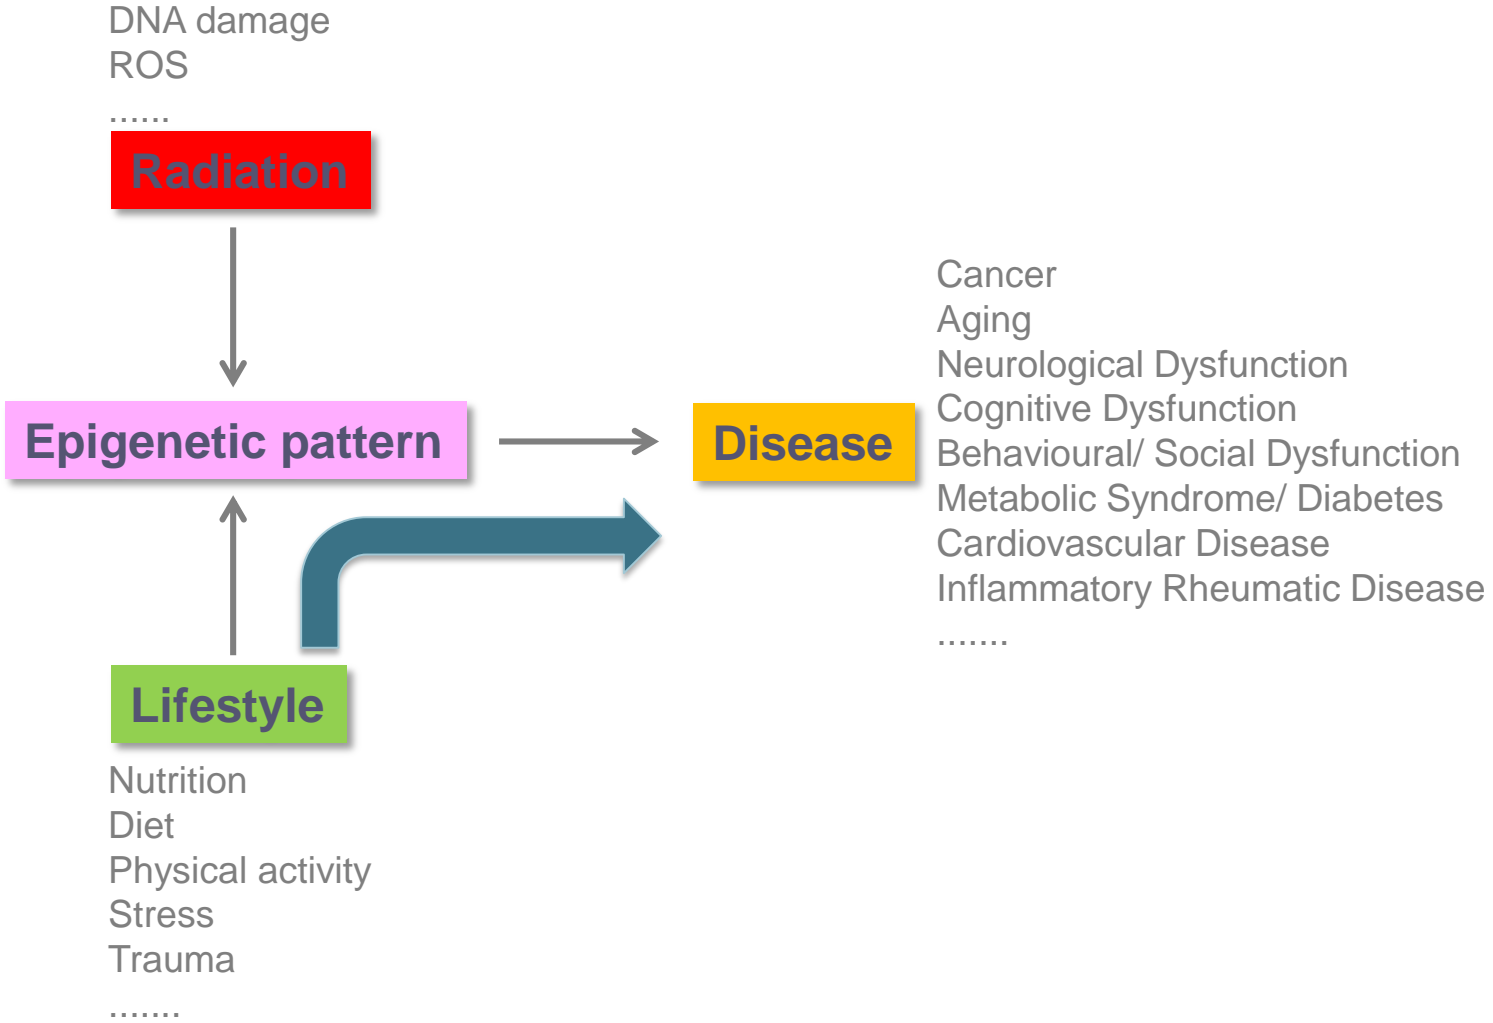 DNA damage
ROS
......
Radiation
Epigenetic pattern
Disease
Cancer
Aging
Neurological Dysfunction
Cognitive Dysfunction
Behavioural/ Social Dysfunction
Metabolic Syndrome/ Diabetes
Cardiovascular Disease
Inflammatory Rheumatic Disease
.......
Lifestyle
Nutrition
Diet
Physical activity
Stress
Trauma
.......